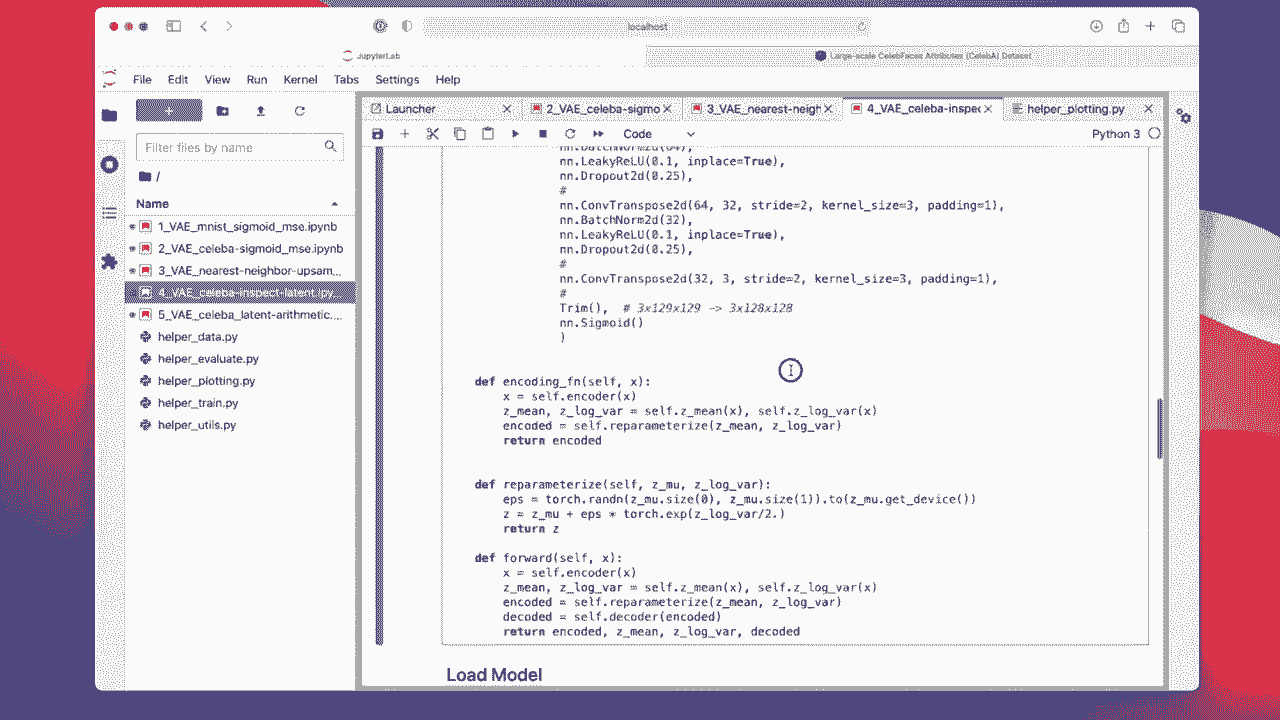 localhost
JupyterLab
Large-scale CelebFaces Attributes (CelebA) Dataset
File Edit View Run Kernel Tabs Settings Help
Launcher
2_VAE_celeba-sigmo
3_VAE_nearest-neigh
4_VAE_celeba-inspec
helper_plotting.py
Code
Python 3
Filter files by name
/
Name
1_VAE_mnist_sigmoid_mse.ipynb
2_VAE_celeba-sigmoid_mse.ipynb
3_VAE_nearest-neighbor-upsam...
4_VAE_celeba-inspect-latent.ipy...
5_VAE_celeba_latent-arithmetic....
helper_data.py
helper_evaluate.py
helper_plotting.py
helper_train.py
helper_utils.py
nn.BatchNorm2d(64),
nn.LeakyReLU(0.1, inplace=True),
nn.Dropout2d(0.25),
#
nn.ConvTranspose2d(64, 32, stride=2, kernel_size=3, padding=1),
nn.BatchNorm2d(32),
nn.LeakyReLU(0.1, inplace=True),
nn.Dropout2d(0.25),
#
nn.ConvTranspose2d(32, 3, stride=2, kernel_size=3, padding=1),
#
Trim(), # 3x129x129 -> 3x128x128
nn.Sigmoid()
)
def encoding_fn(self, x):
x = self.encoder(x)
z_mean, z_log_var = self.z_mean(x), self.z_log_var(x)
encoded = self.reparameterize(z_mean, z_log_var)
return encoded
def reparameterize(self, z_mu, z_log_var):
eps = torch.randn(z_mu.size(0), z_mu.size(1)).to(z_mu.get_device())
z = z_mu + eps * torch.exp(z_log_var/2.)
return z
def forward(self, x):
x = self.encoder(x)
z_mean, z_log_var = self.z_mean(x), self.z_log_var(x)
encoded = self.reparameterize(z_mean, z_log_var)
decoded = self.decoder(encoded)
return encoded, z_mean, z_log_var, decoded
Load Model